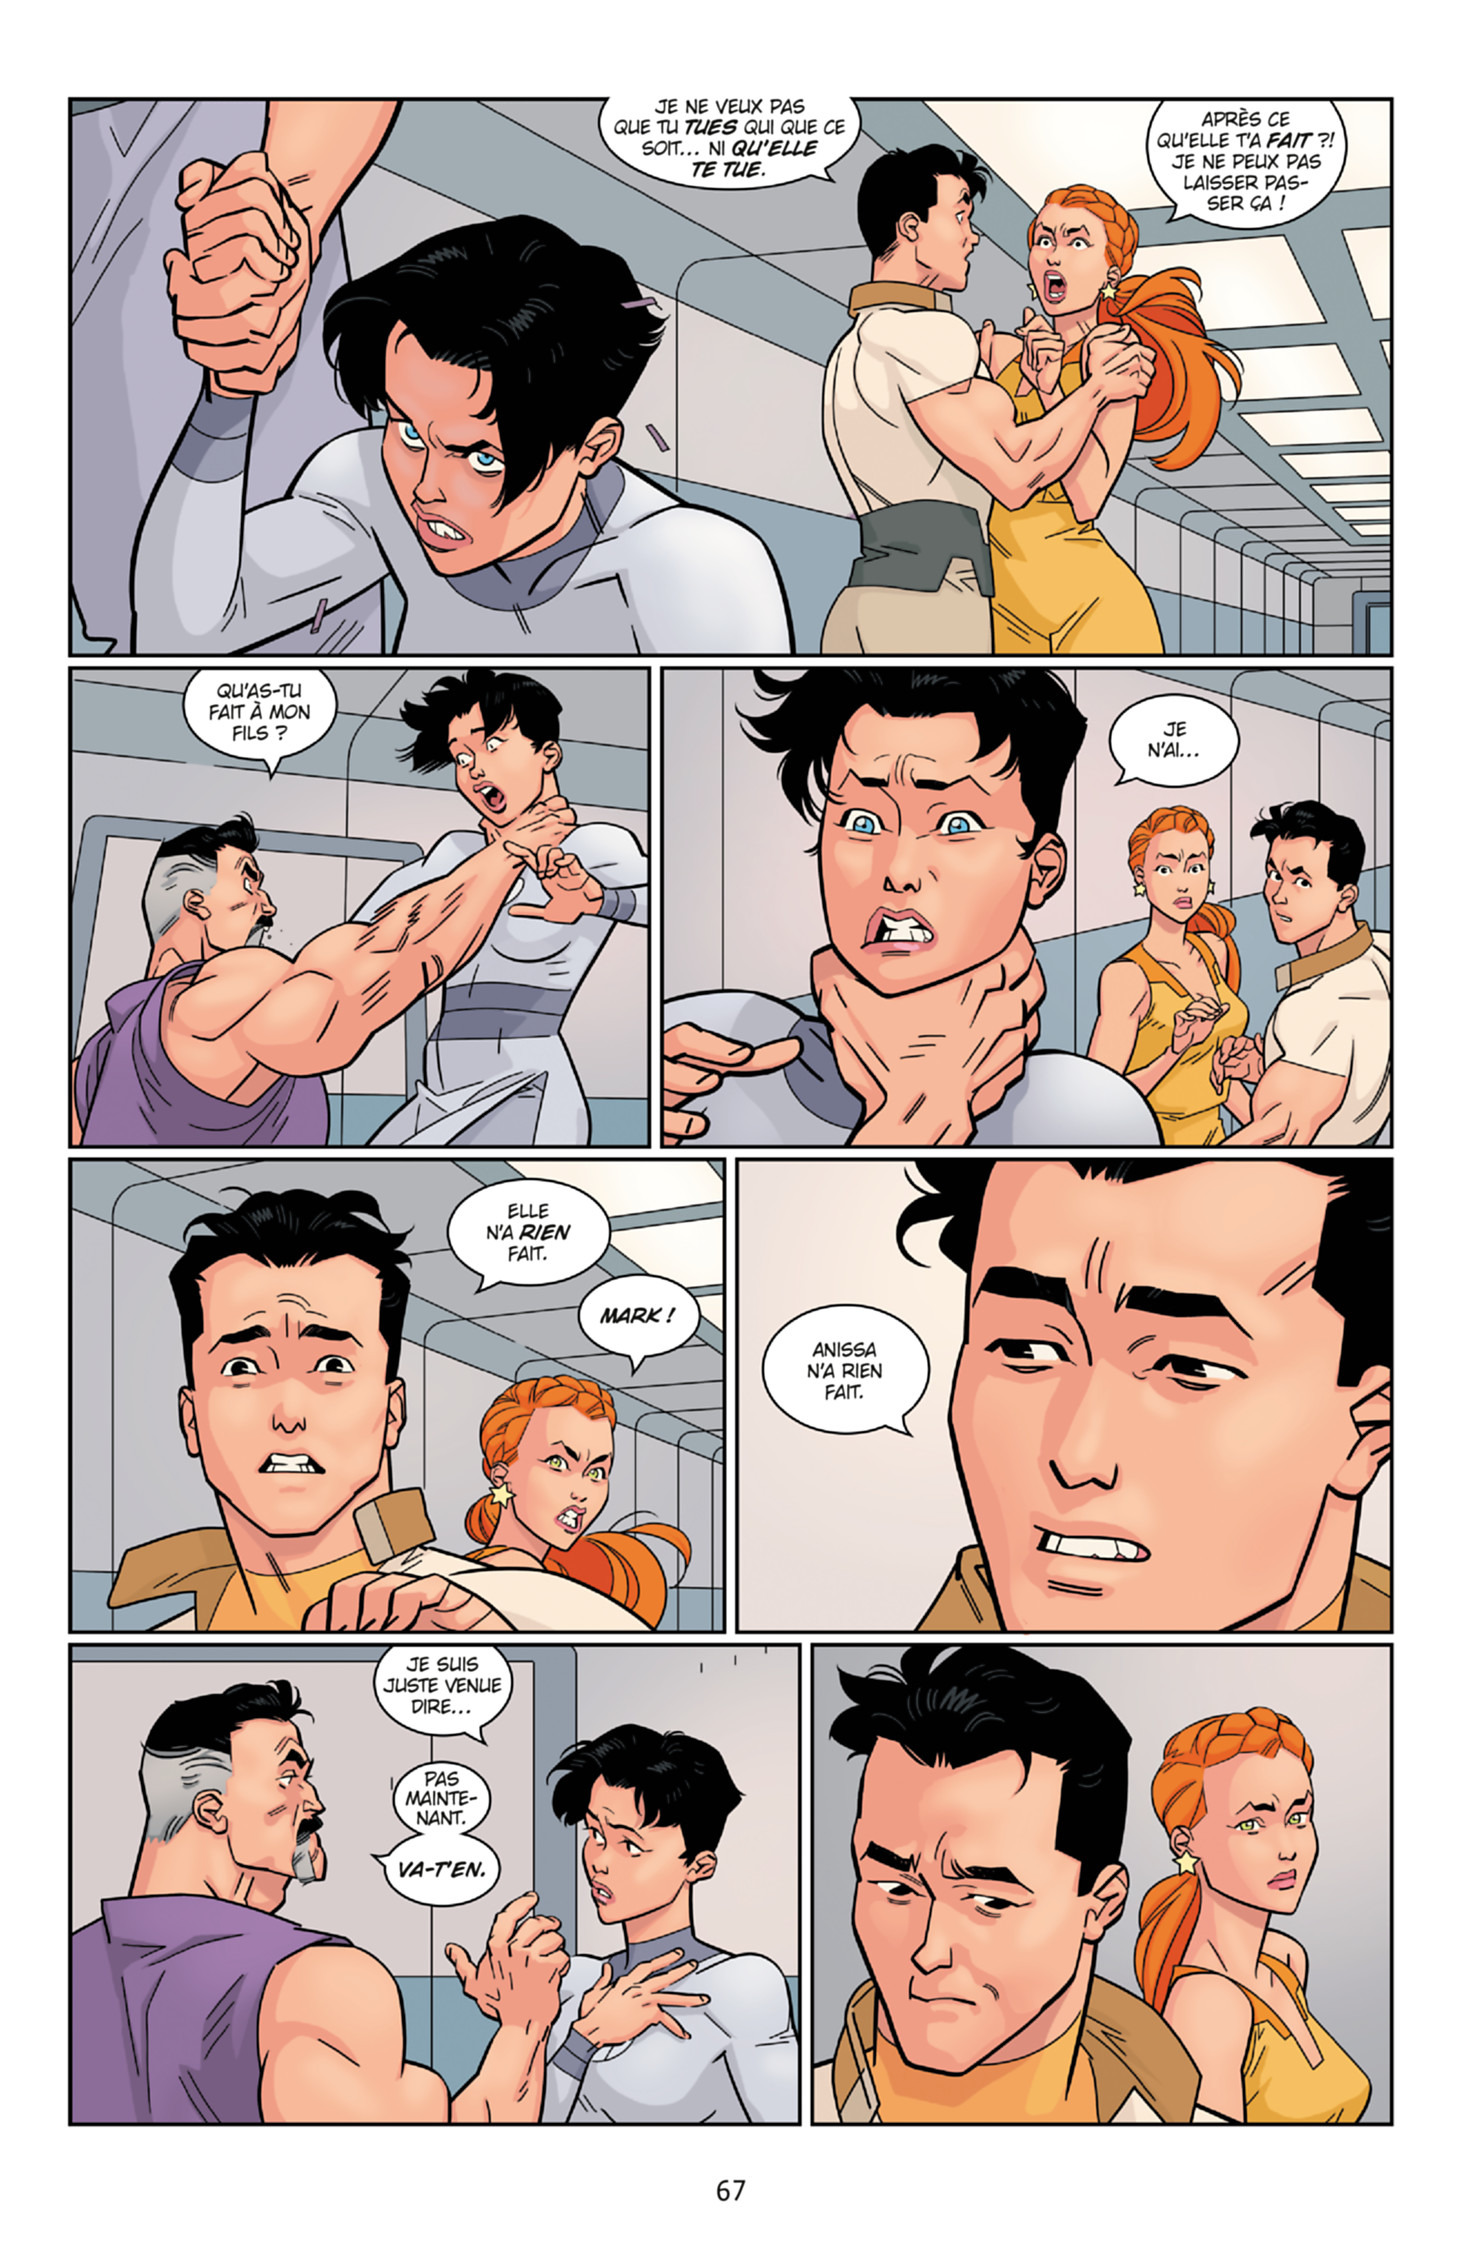 JE NE VEUX PAS
QUE TU TUES QUI QUE CE
SOIT... NI QU'ELLE
TE TUE.
APRÈS CE
QU'ELLE T'A FAIT ?!
JE NE PEUX PAS
LAISSER PAS-
SER ÇA !
QU'AS-TU
FAIT À MON
FILS ?
JE
N'AI...
ELLE
N'A RIEN
FAIT.
MARK !
ANISSA
N'A RIEN
FAIT.
JE SUIS
JUSTE VENUE
DIRE...
PAS
MAINTE-
NANT.
VA-T'EN.
67